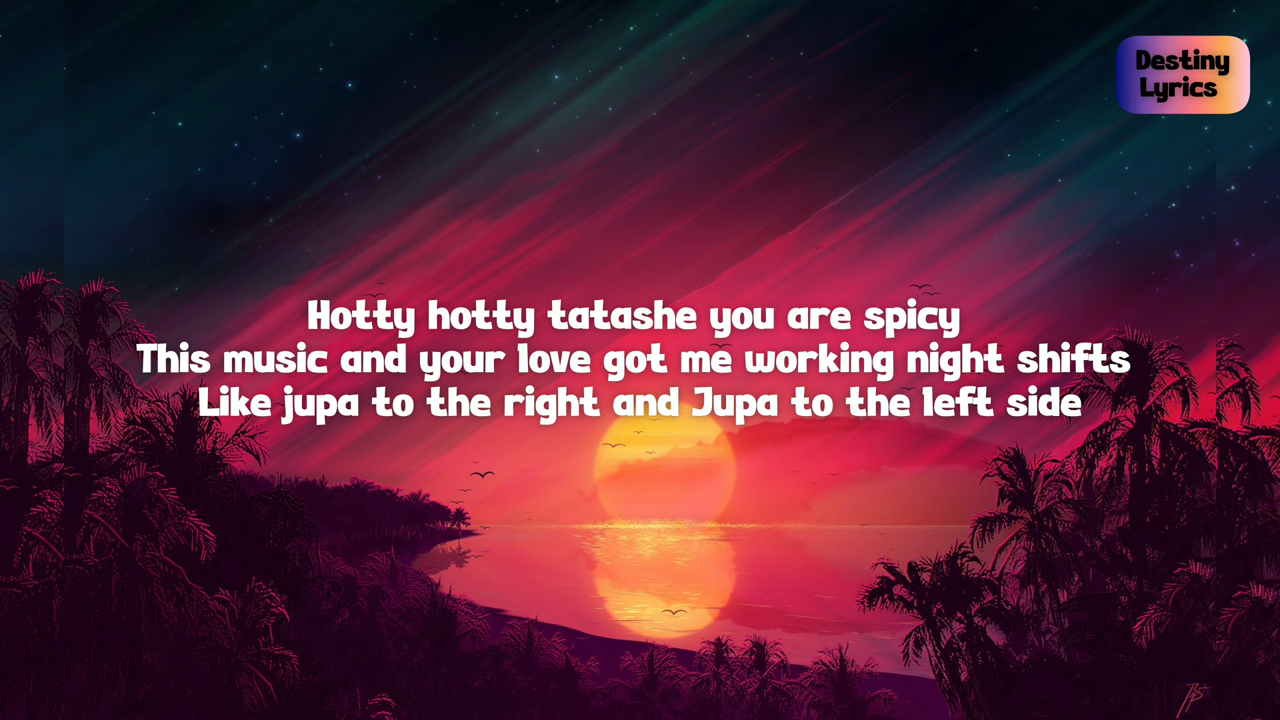 Destiny
Lyrics
Hotty hotty tatashe you are spicy
This music and your love got me working night shifts
Like jupa to the right and Jupa to the left side